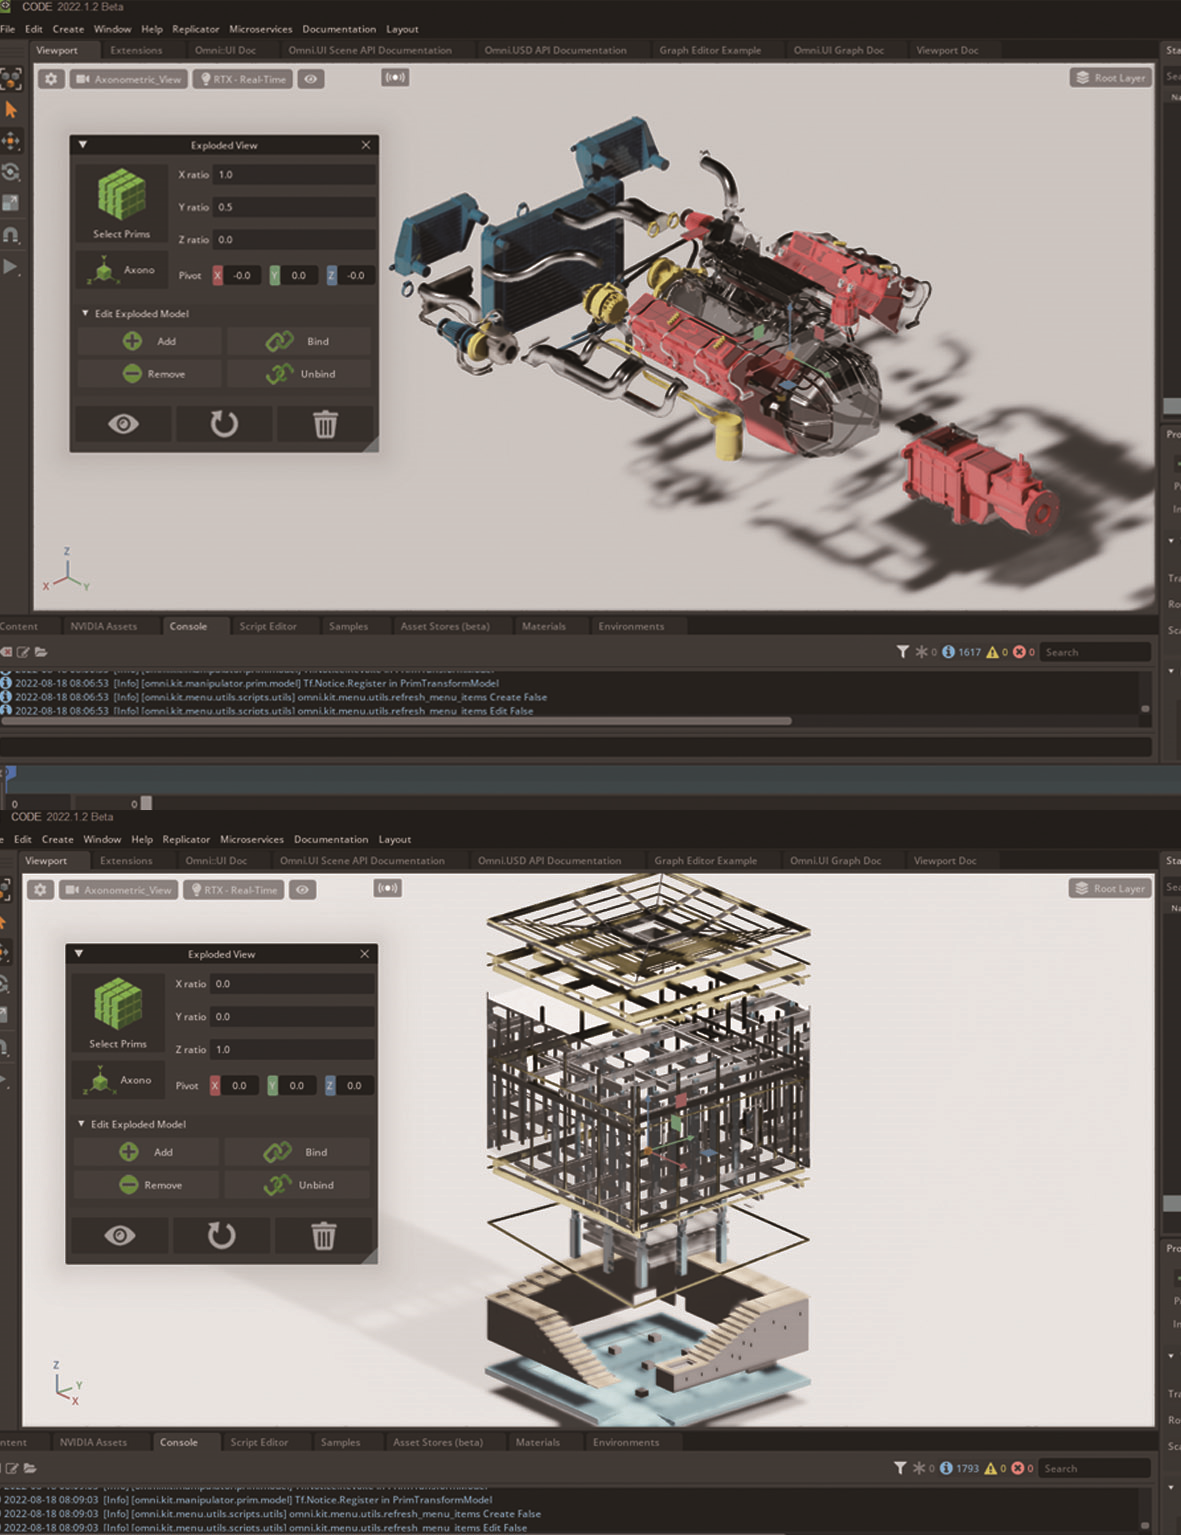 CODE 2022.1.2 Beta
File Edit Create Window Help Replicator Microservices Documentation Layout
Viewport Extensions Omni::UI Doc Omni.UI Scene API Documentation Omni.USD API Documentation Graph Editor Example Omni.UI Graph Doc Viewport Doc Sta
Axonometric_View RTX - Real-Time Root Layer Sea
Exploded View
X ratio 1.0
Y ratio 0.5
Select Prims
Z ratio 0.0
Axono
Pivot X -0.0 Y 0.0 Z -0.0
Edit Exploded Model
Add Bind
Remove Unbind
Pro
Z
X Y
Tra
Ro
Sca
Content NVIDIA Assets Console Script Editor Samples Asset Stores (beta) Materials Environments
0 1617 0 0 Search
2022-08-18 08:06:53 [Info] [omni.kit.manipulator.prim.model] Tf.Notice.Register in PrimTransformModel
2022-08-18 08:06:53 [Info] [omni.kit.menu.utils.scripts.utils] omni.kit.menu.utils.refresh_menu_items Create False
2022-08-18 08:06:53 [Info] [omni.kit.menu.utils.scripts.utils] omni.kit.menu.utils.refresh_menu_items Edit False
0 0
CODE 2022.1.2 Beta
e Edit Create Window Help Replicator Microservices Documentation Layout
Viewport Extensions Omni::UI Doc Omni.UI Scene API Documentation Omni.USD API Documentation Graph Editor Example Omni.UI Graph Doc Viewport Doc Sta
Axonometric_View RTX - Real-Time Root Layer Sea
Exploded View
X ratio 0.0
Y ratio 0.0
Select Prims
Z ratio 1.0
Axono
Pivot X 0.0 Y 0.0 Z 0.0
Edit Exploded Model
Add Bind
Remove Unbind
Pro
Z
Y
X
Tra
Ro
Sca
ntent NVIDIA Assets Console Script Editor Samples Asset Stores (beta) Materials Environments
0 1793 0 0 Search
2022-08-18 08:09:03 [Info] [omni.kit.manipulator.prim.model] Tf.Notice.Register in PrimTransformModel
2022-08-18 08:09:03 [Info] [omni.kit.menu.utils.scripts.utils] omni.kit.menu.utils.refresh_menu_items Create False
2022-08-18 08:09:03 [Info] [omni.kit.menu.utils.scripts.utils] omni.kit.menu.utils.refresh_menu_items Edit False